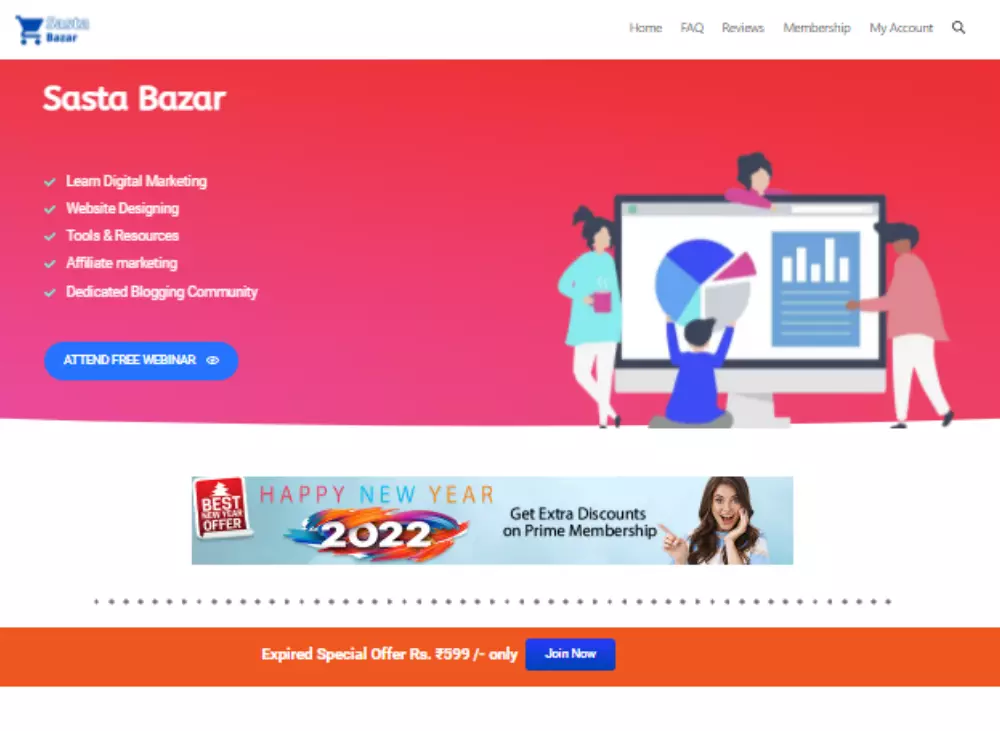 Sasta
Bazar
Home FAQ Reviews Membership My Account
Sasta Bazar
Learn Digital Marketing
Website Designing
Tools & Resources
Affiliate marketing
Dedicated Blogging Community
ATTEND FREE WEBINAR
BEST
NEW YEAR
OFFER
HAPPY NEW YEAR
2022
Get Extra Discounts
on Prime Membership
Expired Special Offer Rs. ₹599 /- only Join Now